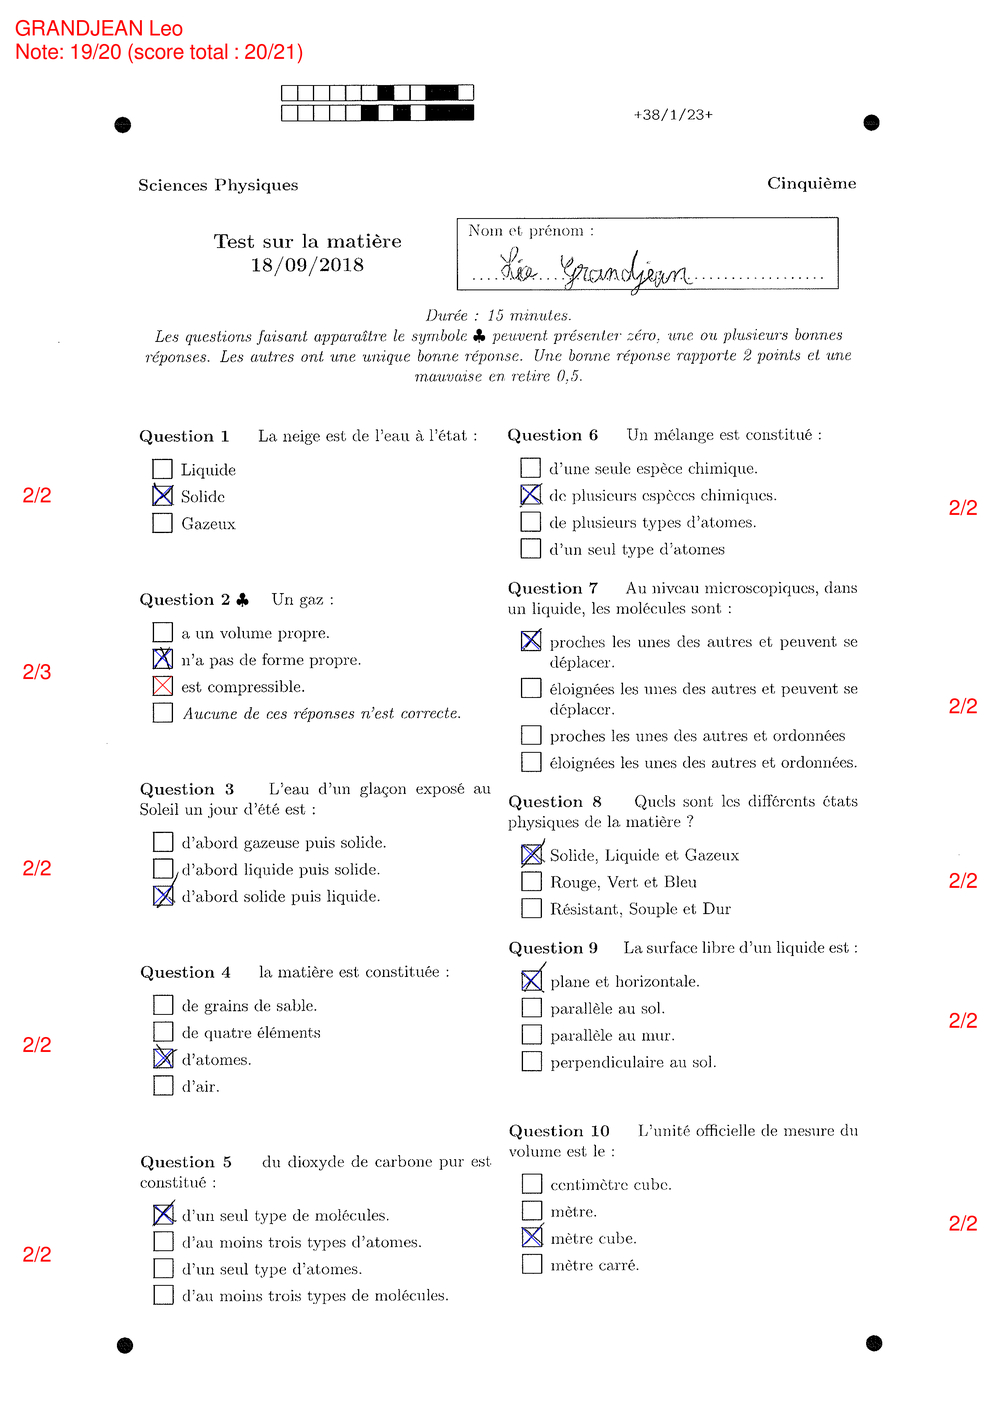 GRANDJEAN Leo
Note: 19/20 (score total : 20/21)
+38/1/23+
Sciences Physiques
Cinquième
Test sur la matière
18/09/2018
Nom et prénom :
Léo Grandjean
Durée : 15 minutes.
Les questions faisant apparaître le symbole ♣ peuvent présenter zéro, une ou plusieurs bonnes
réponses. Les autres ont une unique bonne réponse. Une bonne réponse rapporte 2 points et une
mauvaise en retire 0,5.
Question 1 La neige est de l'eau à l'état :
Liquide
2/2
Solide
Gazeux
Question 2 ♣ Un gaz :
a un volume propre.
n'a pas de forme propre.
2/3
est compressible.
Aucune de ces réponses n'est correcte.
Question 3 L'eau d'un glaçon exposé au
Soleil un jour d'été est :
d'abord gazeuse puis solide.
2/2
d'abord liquide puis solide.
d'abord solide puis liquide.
Question 4 la matière est constituée :
de grains de sable.
de quatre éléments
2/2
d'atomes.
d'air.
Question 5 du dioxyde de carbone pur est
constitué :
d'un seul type de molécules.
d'au moins trois types d'atomes.
2/2
d'un seul type d'atomes.
d'au moins trois types de molécules.
Question 6 Un mélange est constitué :
d'une seule espèce chimique.
de plusieurs espèces chimiques.
2/2
de plusieurs types d'atomes.
d'un seul type d'atomes
Question 7 Au niveau microscopiques, dans
un liquide, les molécules sont :
proches les unes des autres et peuvent se
déplacer.
éloignées les unes des autres et peuvent se
déplacer.
2/2
proches les unes des autres et ordonnées
éloignées les unes des autres et ordonnées.
Question 8 Quels sont les différents états
physiques de la matière ?
Solide, Liquide et Gazeux
Rouge, Vert et Bleu
2/2
Résistant, Souple et Dur
Question 9 La surface libre d'un liquide est :
plane et horizontale.
parallèle au sol.
2/2
parallèle au mur.
perpendiculaire au sol.
Question 10 L'unité officielle de mesure du
volume est le :
centimètre cube.
mètre.
2/2
mètre cube.
mètre carré.